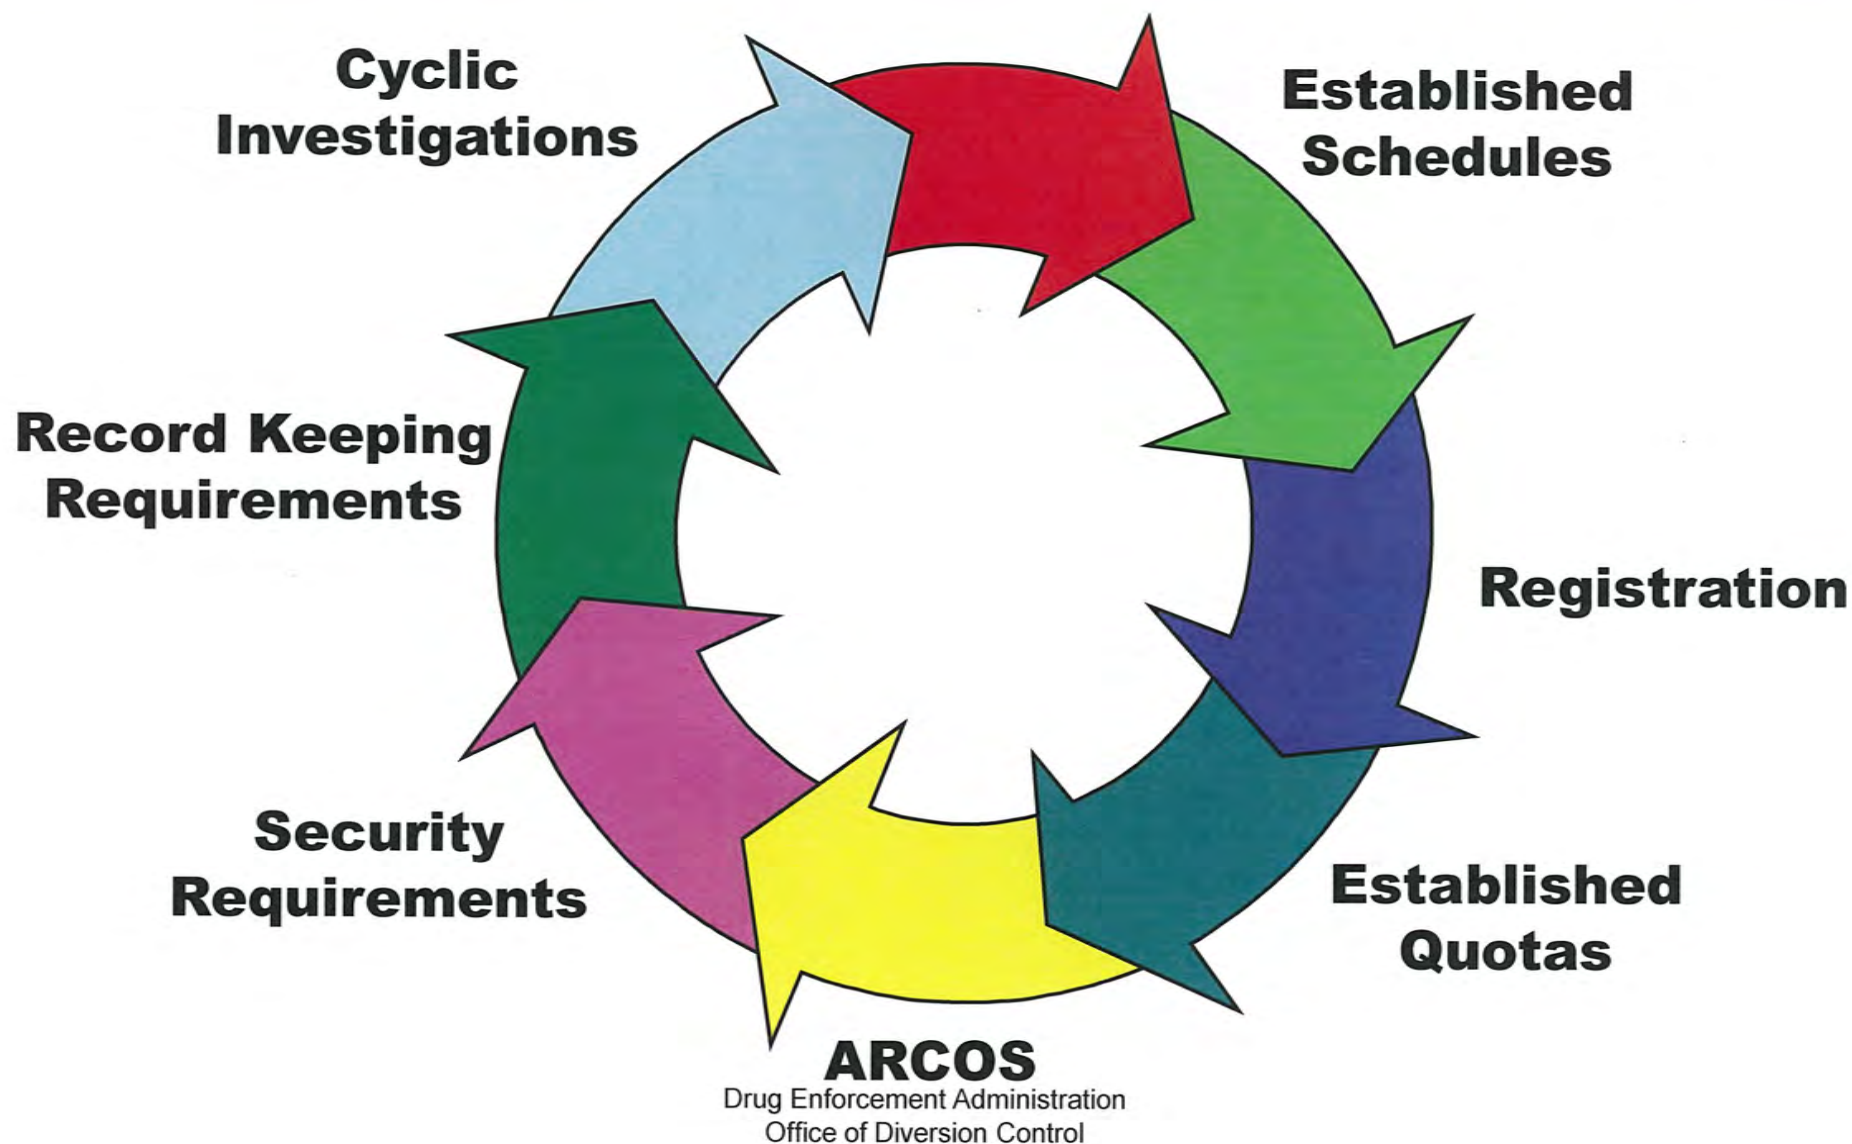 Cyclic
Investigations
Established
Schedules
Record Keeping
Requirements
Registration
Security
Requirements
Established
Quotas
ARCOS
Drug Enforcement Administration
Office of Diversion Control